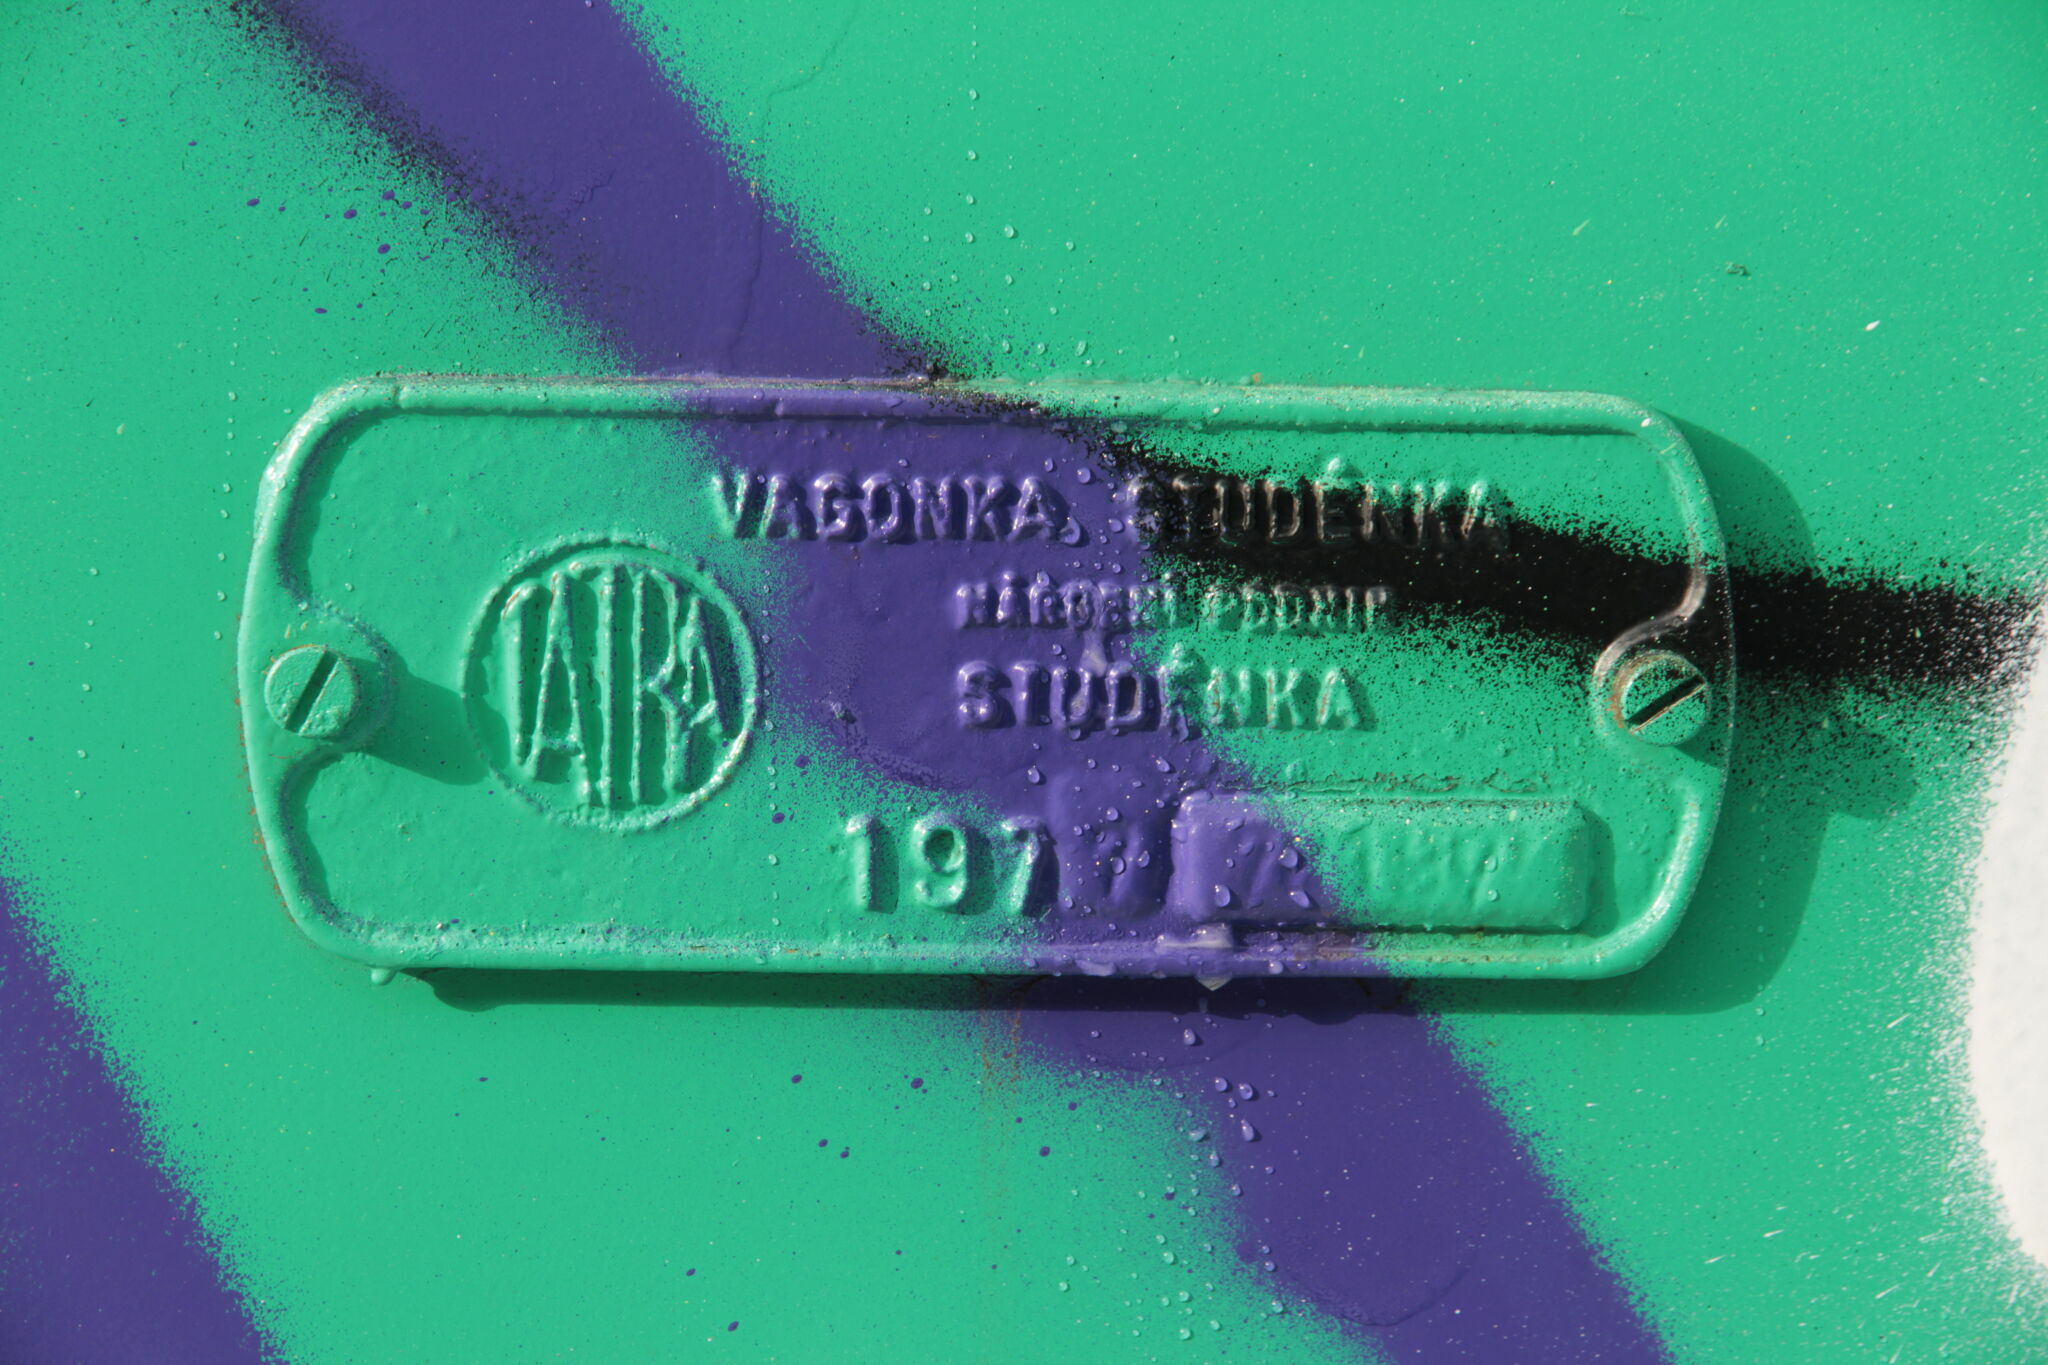 VAGONKA STUDÉNKA
NÁRODNÍ PODNIK
TATRA
STUDÉNKA
197